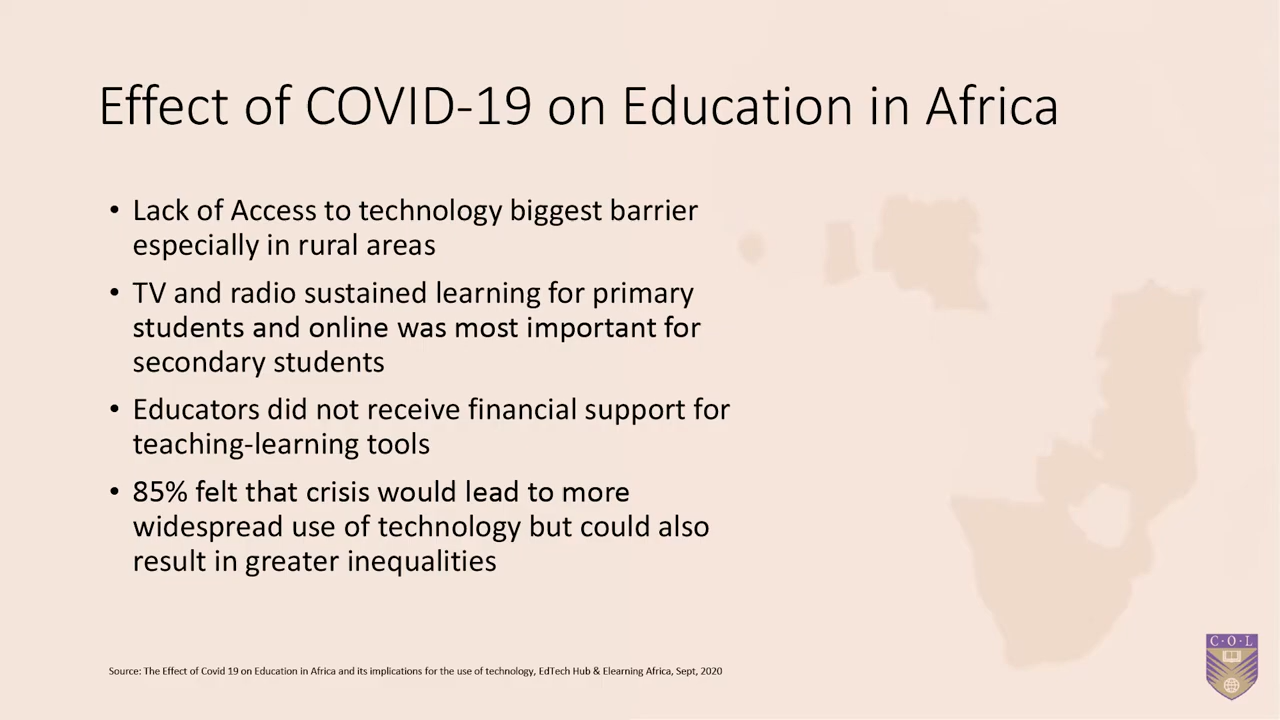 Effect of COVID-19 on Education in Africa
• Lack of Access to technology biggest barrier
especially in rural areas
• TV and radio sustained learning for primary
students and online was most important for
secondary students
• Educators did not receive financial support for
teaching-learning tools
• 85% felt that crisis would lead to more
widespread use of technology but could also
result in greater inequalities
Source: The Effect of Covid 19 on Education in Africa and its implications for the use of technology, EdTech Hub & Elearning Africa, Sept, 2020
C·O·L